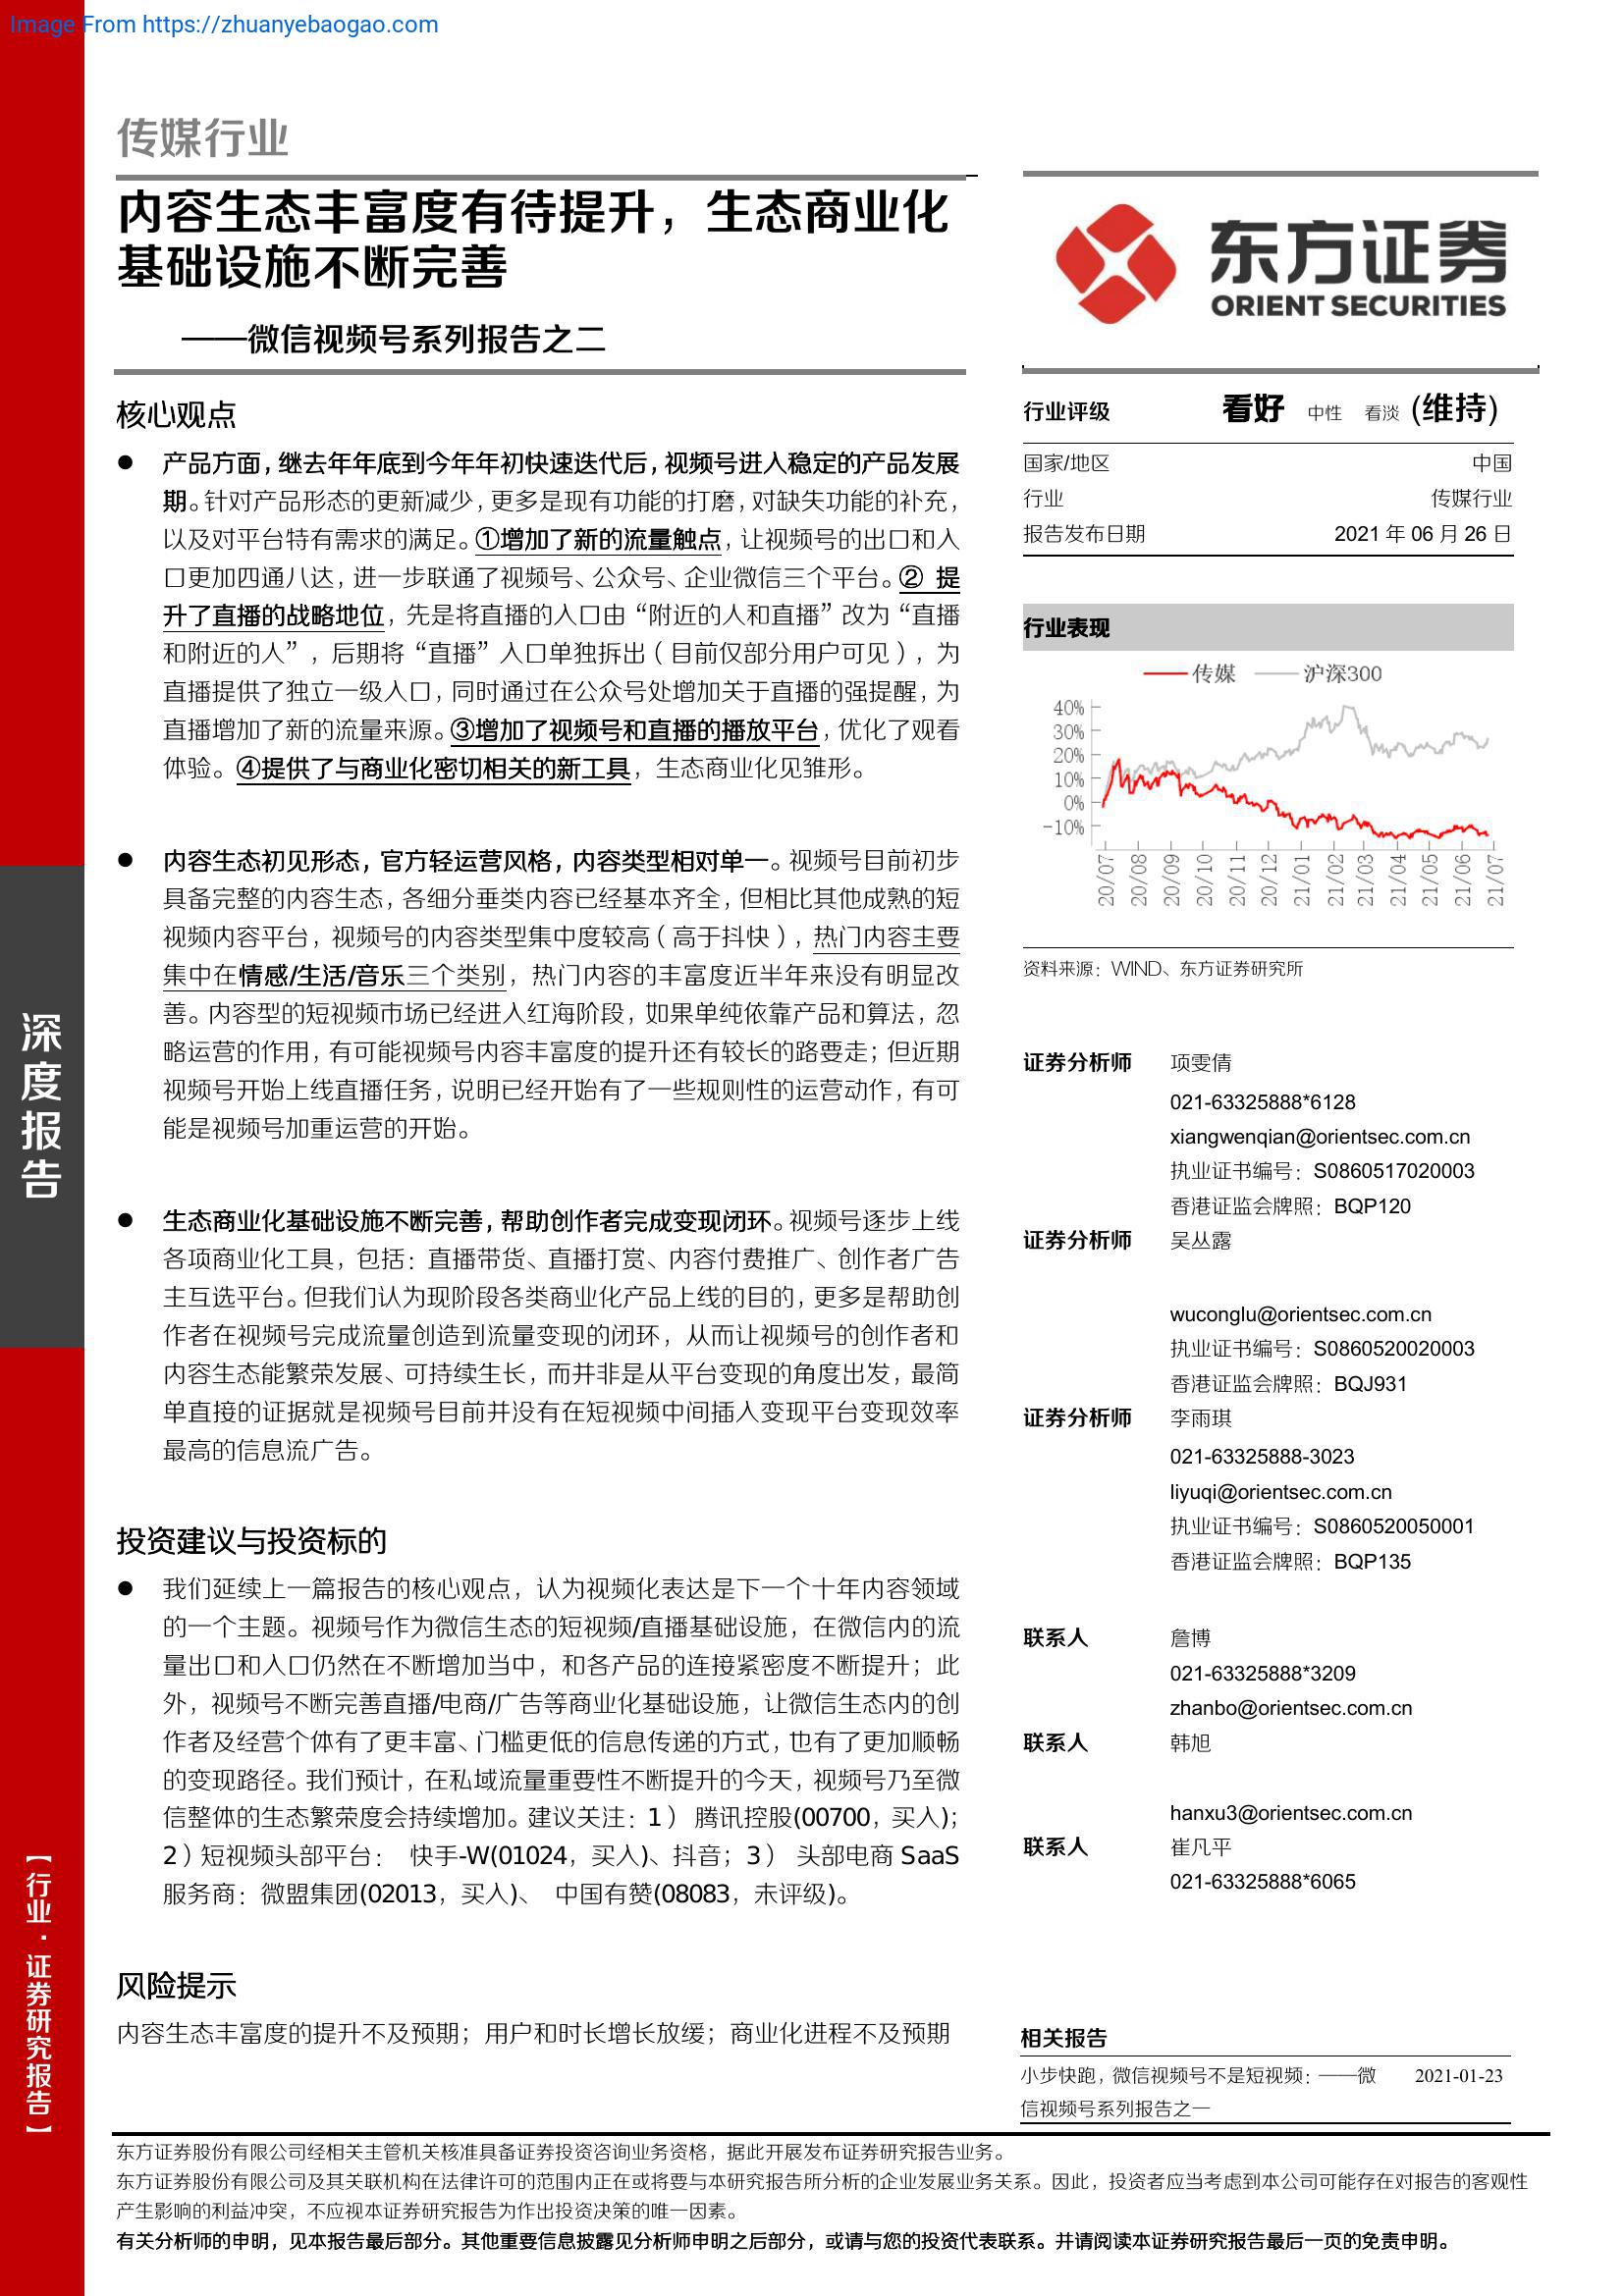 Image From https://zhuanyebaogao.com
传媒行业
内容生态丰富度有待提升，生态商业化
基础设施不断完善
——微信视频号系列报告之二
核心观点
● 产品方面，继去年年底到今年年初快速迭代后，视频号进入稳定的产品发展
期。针对产品形态的更新减少，更多是现有功能的打磨，对缺失功能的补充，
以及对平台特有需求的满足。①增加了新的流量触点，让视频号的出口和入
口更加四通八达，进一步联通了视频号、公众号、企业微信三个平台。② 提
升了直播的战略地位，先是将直播的入口由“附近的人和直播”改为“直播
和附近的人”，后期将“直播”入口单独拆出（目前仅部分用户可见），为
直播提供了独立一级入口，同时通过在公众号处增加关于直播的强提醒，为
直播增加了新的流量来源。③增加了视频号和直播的播放平台，优化了观看
体验。④提供了与商业化密切相关的新工具，生态商业化见雏形。
● 内容生态初见形态，官方轻运营风格，内容类型相对单一。视频号目前初步
具备完整的内容生态，各细分垂类内容已经基本齐全，但相比其他成熟的短
视频内容平台，视频号的内容类型集中度较高（高于抖快），热门内容主要
集中在情感/生活/音乐三个类别，热门内容的丰富度近半年来没有明显改
善。内容型的短视频市场已经进入红海阶段，如果单纯依靠产品和算法，忽
略运营的作用，有可能视频号内容丰富度的提升还有较长的路要走；但近期
视频号开始上线直播任务，说明已经开始有了一些规则性的运营动作，有可
能是视频号加重运营的开始。
● 生态商业化基础设施不断完善，帮助创作者完成变现闭环。视频号逐步上线
各项商业化工具，包括：直播带货、直播打赏、内容付费推广、创作者广告
主互选平台。但我们认为现阶段各类商业化产品上线的目的，更多是帮助创
作者在视频号完成流量创造到流量变现的闭环，从而让视频号的创作者和
内容生态能繁荣发展、可持续生长，而并非是从平台变现的角度出发，最简
单直接的证据就是视频号目前并没有在短视频中间插入变现平台变现效率
最高的信息流广告。
投资建议与投资标的
● 我们延续上一篇报告的核心观点，认为视频化表达是下一个十年内容领域
的一个主题。视频号作为微信生态的短视频/直播基础设施，在微信内的流
量出口和入口仍然在不断增加当中，和各产品的连接紧密度不断提升；此
外，视频号不断完善直播/电商/广告等商业化基础设施，让微信生态内的创
作者及经营个体有了更丰富、门槛更低的信息传递的方式，也有了更加顺畅
的变现路径。我们预计，在私域流量重要性不断提升的今天，视频号乃至微
信整体的生态繁荣度会持续增加。建议关注：1） 腾讯控股(00700，买入)；
2）短视频头部平台： 快手-W(01024，买入)、抖音；3） 头部电商 SaaS
服务商：微盟集团(02013，买入)、 中国有赞(08083，未评级)。
风险提示
内容生态丰富度的提升不及预期；用户和时长增长放缓；商业化进程不及预期
东方证券
ORIENT SECURITIES
行业评级 看好 中性 看淡 (维持)
国家/地区 中国
行业 传媒行业
报告发布日期 2021 年 06 月 26 日
行业表现
传媒 沪深300
40%
30%
20%
10%
0%
-10%
20/07 20/08 20/09 20/10 20/11 20/12 21/01 21/02 21/03 21/04 21/05 21/06 21/07
资料来源：WIND、东方证券研究所
证券分析师 项雯倩
021-63325888*6128
xiangwenqian@orientsec.com.cn
执业证书编号：S0860517020003
香港证监会牌照：BQP120
证券分析师 吴丛露
wuconglu@orientsec.com.cn
执业证书编号：S0860520020003
香港证监会牌照：BQJ931
证券分析师 李雨琪
021-63325888-3023
liyuqi@orientsec.com.cn
执业证书编号：S0860520050001
香港证监会牌照：BQP135
联系人 詹博
021-63325888*3209
zhanbo@orientsec.com.cn
联系人 韩旭
hanxu3@orientsec.com.cn
联系人 崔凡平
021-63325888*6065
相关报告
小步快跑，微信视频号不是短视频：——微 2021-01-23
信视频号系列报告之一
深度报告
【行业·证券研究报告】
东方证券股份有限公司经相关主管机关核准具备证券投资咨询业务资格，据此开展发布证券研究报告业务。
东方证券股份有限公司及其关联机构在法律许可的范围内正在或将要与本研究报告所分析的企业发展业务关系。因此，投资者应当考虑到本公司可能存在对报告的客观性
产生影响的利益冲突，不应视本证券研究报告为作出投资决策的唯一因素。
有关分析师的申明，见本报告最后部分。其他重要信息披露见分析师申明之后部分，或请与您的投资代表联系。并请阅读本证券研究报告最后一页的免责申明。